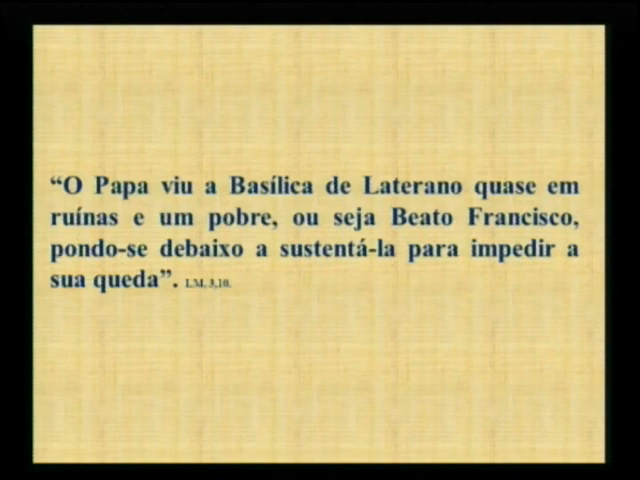 “O Papa viu a Basílica de Laterano quase em
ruínas e um pobre, ou seja Beato Francisco,
pondo-se debaixo a sustentá-la para impedir a
sua queda”. LM, 3,10.